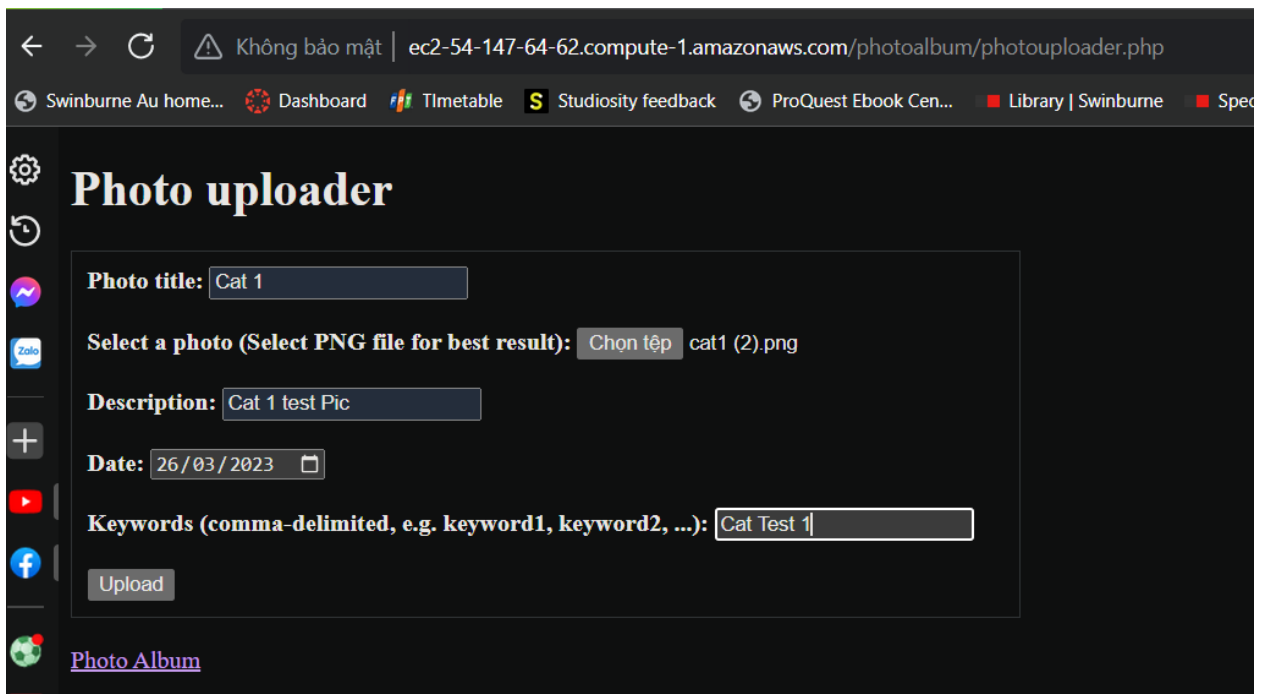 Không bảo mật | ec2-54-147-64-62.compute-1.amazonaws.com/photoalbum/photouploader.php
Swinburne Au home... Dashboard TImetable S Studiosity feedback ProQuest Ebook Cen... Library | Swinburne Spec
Photo uploader
Photo title: Cat 1
Select a photo (Select PNG file for best result): Chọn tệp cat1 (2).png
Zalo
Description: Cat 1 test Pic
Date: 26/03/2023
Keywords (comma-delimited, e.g. keyword1, keyword2, ...): Cat Test 1
Upload
Photo Album